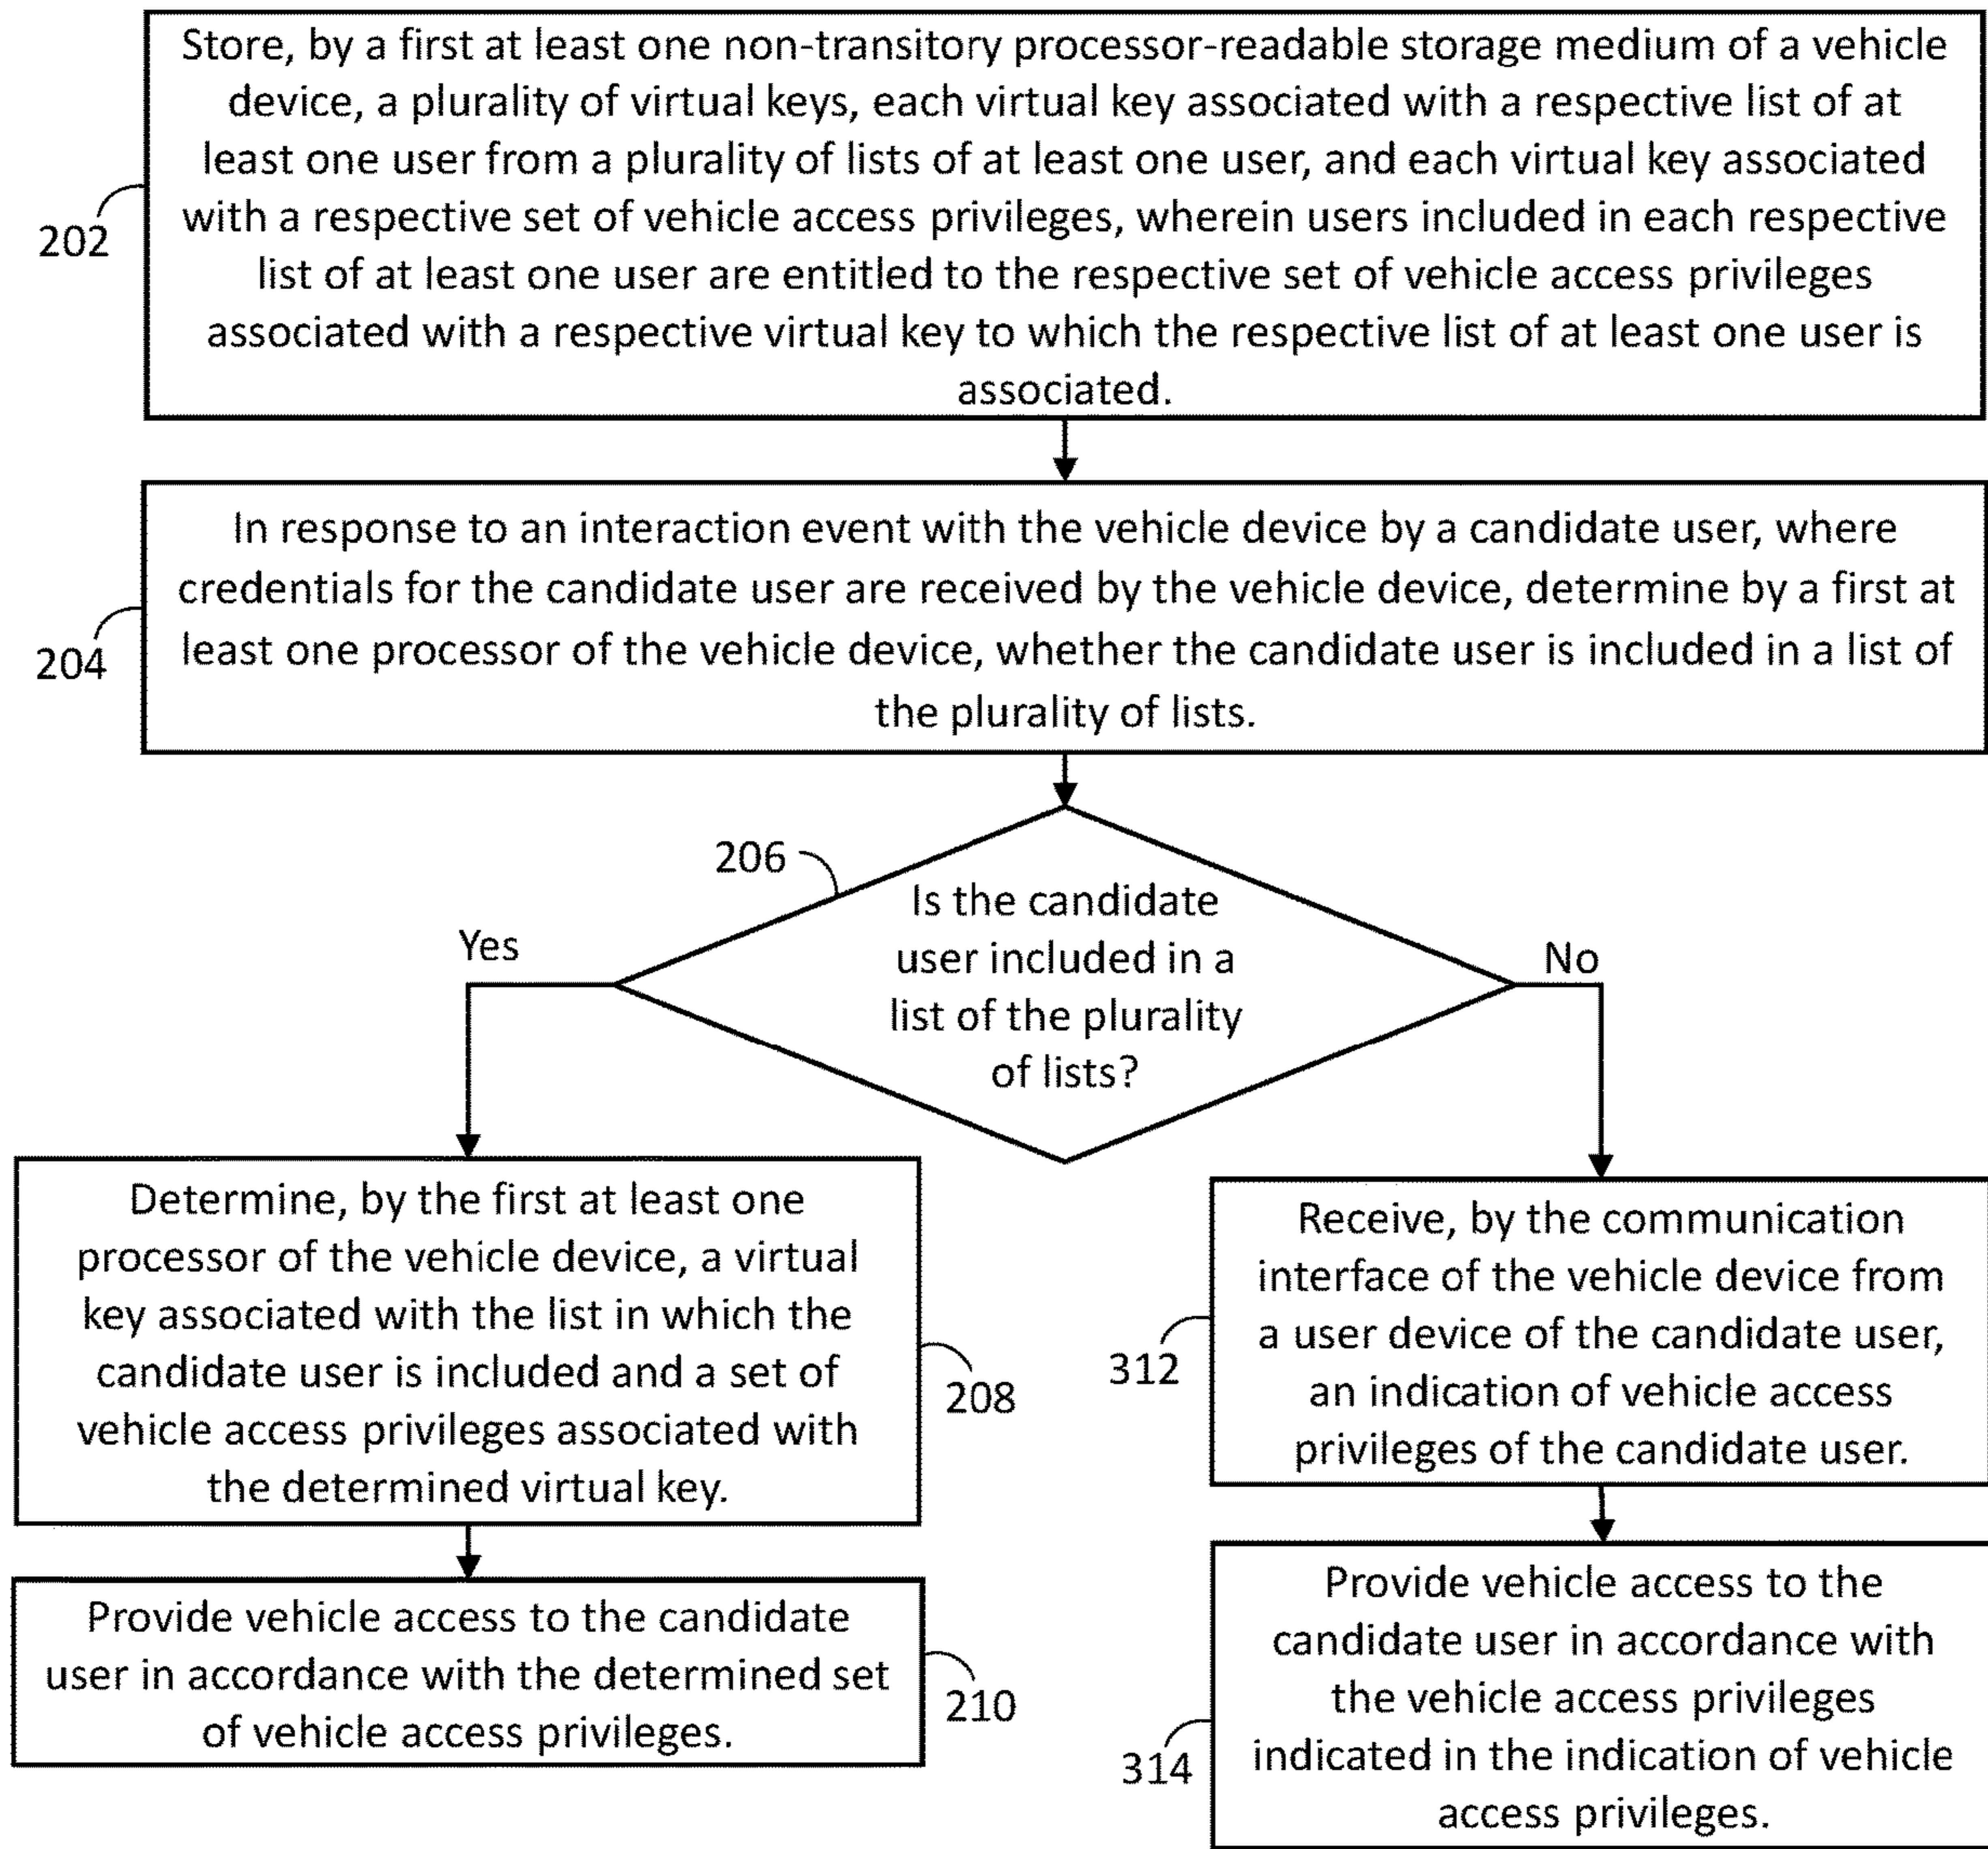 Store, by a first at least one non-transitory processor-readable storage medium of a vehicle
device, a plurality of virtual keys, each virtual key associated with a respective list of at
least one user from a plurality of lists of at least one user, and each virtual key associated
with a respective set of vehicle access privileges, wherein users included in each respective
list of at least one user are entitled to the respective set of vehicle access privileges
associated with a respective virtual key to which the respective list of at least one user is
associated.
202
In response to an interaction event with the vehicle device by a candidate user, where
credentials for the candidate user are received by the vehicle device, determine by a first at
least one processor of the vehicle device, whether the candidate user is included in a list of
the plurality of lists.
204
206
Is the candidate
user included in a
list of the plurality
of lists?
Yes
No
Determine, by the first at least one
processor of the vehicle device, a virtual
key associated with the list in which the
candidate user is included and a set of
vehicle access privileges associated with
the determined virtual key.
208
Provide vehicle access to the candidate
user in accordance with the determined set
of vehicle access privileges.
210
Receive, by the communication
interface of the vehicle device from
a user device of the candidate user,
an indication of vehicle access
privileges of the candidate user.
312
Provide vehicle access to the
candidate user in accordance with
the vehicle access privileges
indicated in the indication of vehicle
access privileges.
314